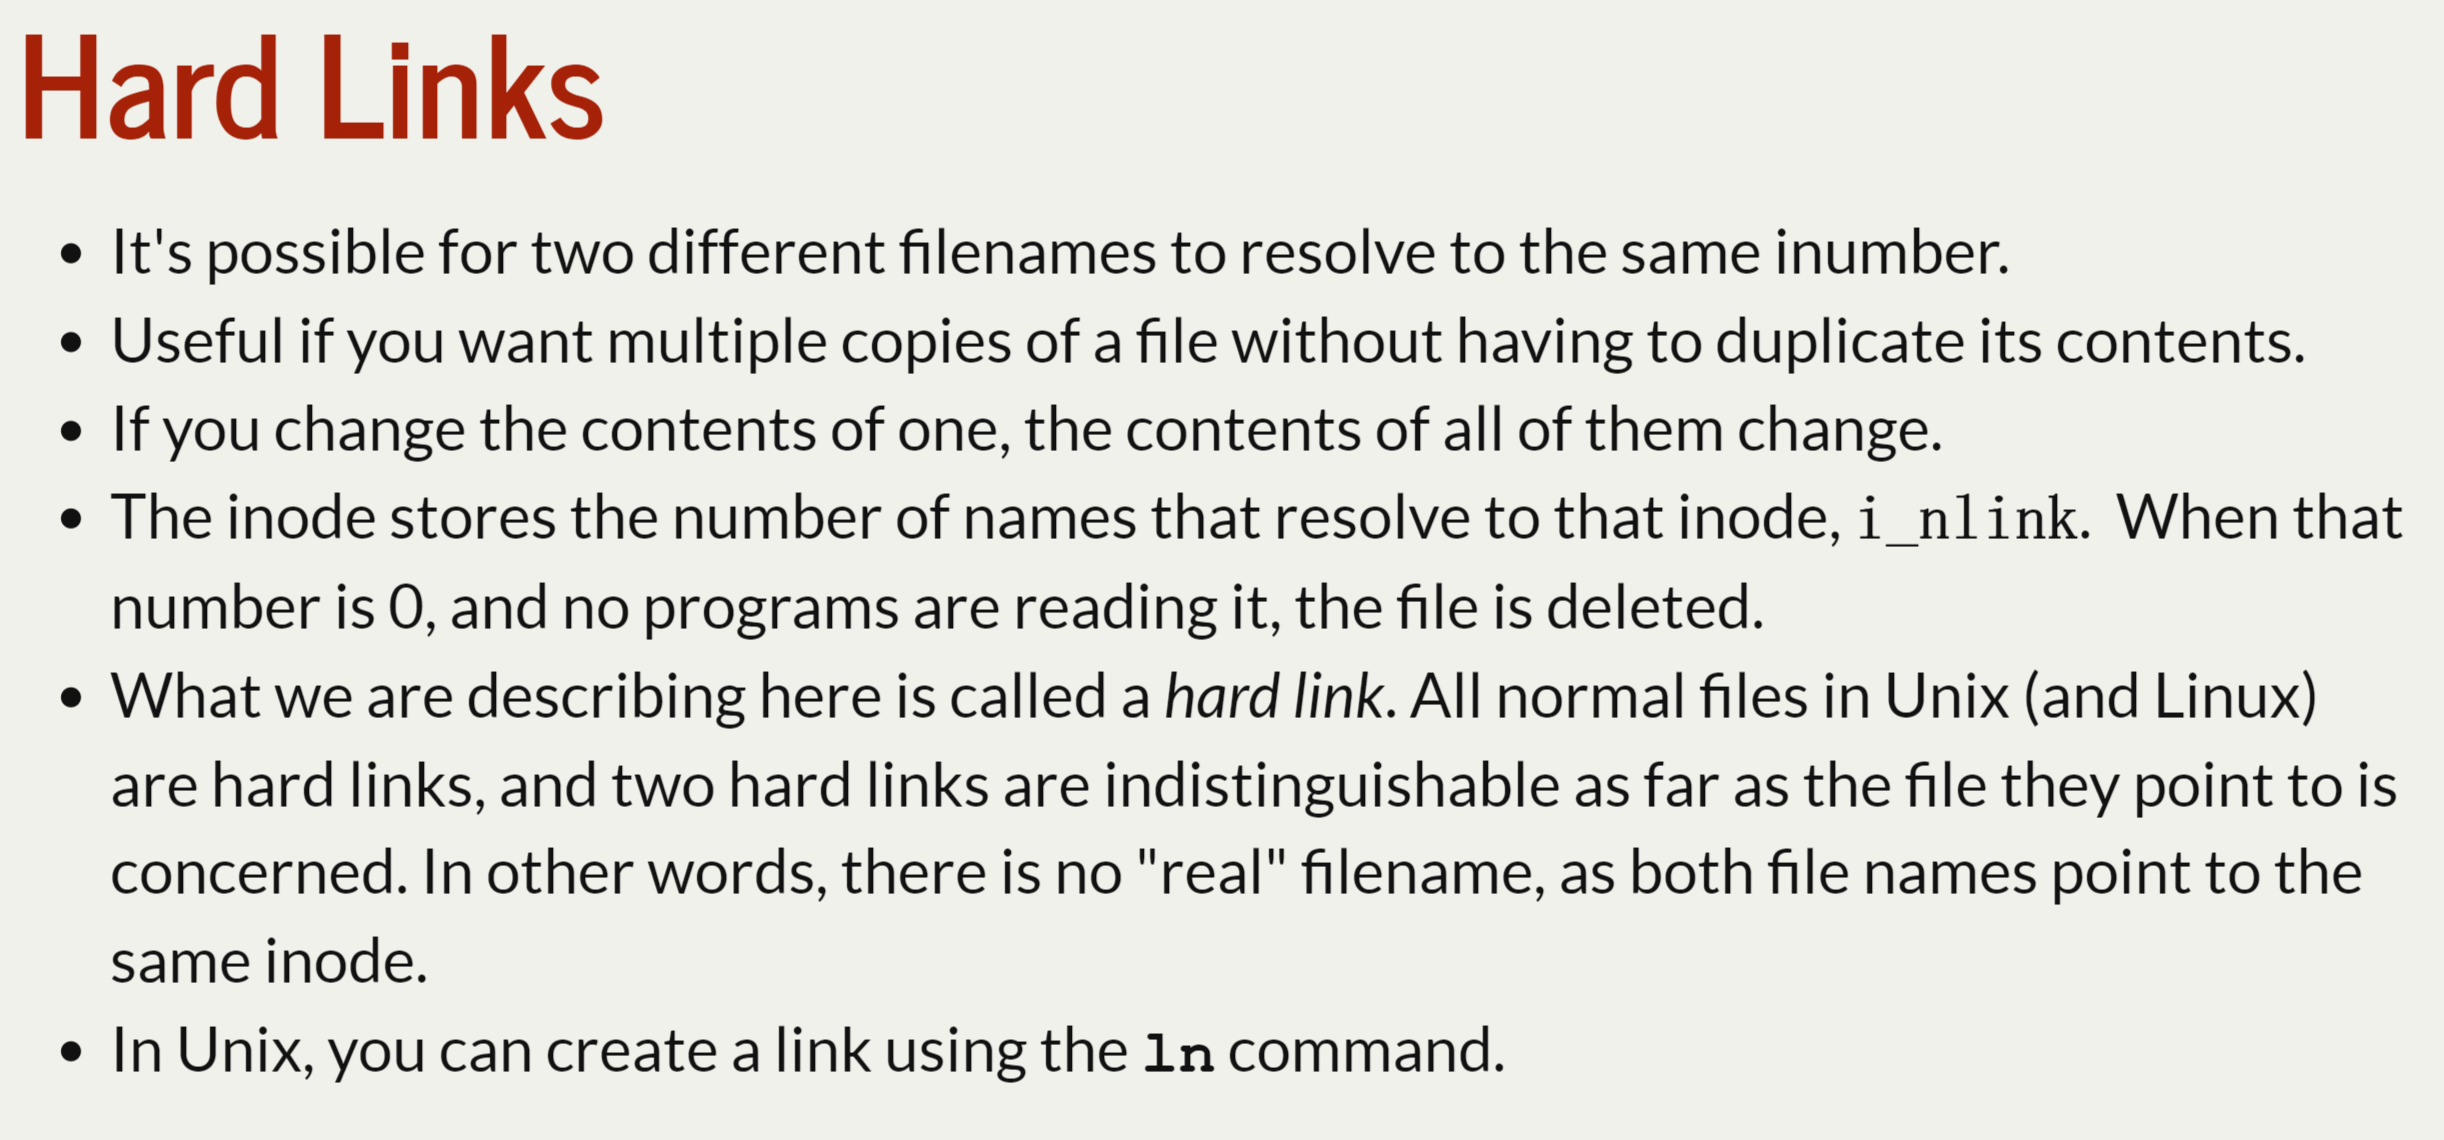 Hard Links
• It's possible for two different filenames to resolve to the same inumber.
• Useful if you want multiple copies of a file without having to duplicate its contents.
• If you change the contents of one, the contents of all of them change.
• The inode stores the number of names that resolve to that inode, i_nlink.  When that
number is 0, and no programs are reading it, the file is deleted.
• What we are describing here is called a hard link. All normal files in Unix (and Linux)
are hard links, and two hard links are indistinguishable as far as the file they point to is
concerned. In other words, there is no "real" filename, as both file names point to the
same inode.
• In Unix, you can create a link using the ln command.